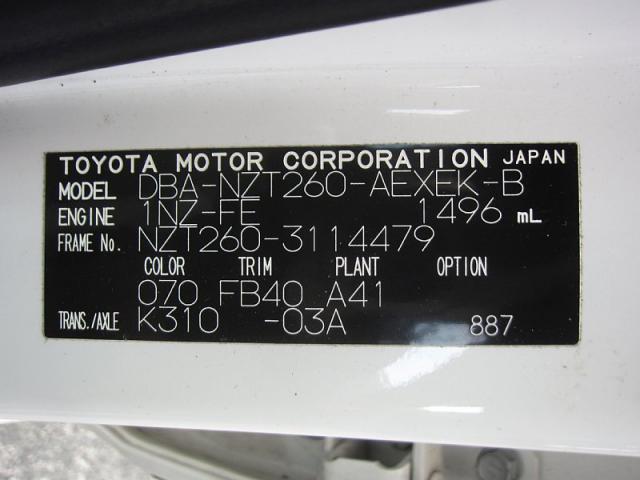 TOYOTA MOTOR CORPORATION JAPAN
MODEL DBA-NZT260-AEXEK-B
ENGINE 1NZ-FE 1496 mL
FRAME No. NZT260-3114479
COLOR TRIM PLANT OPTION
070 FB40 A41
TRANS./AXLE K310 -03A 887